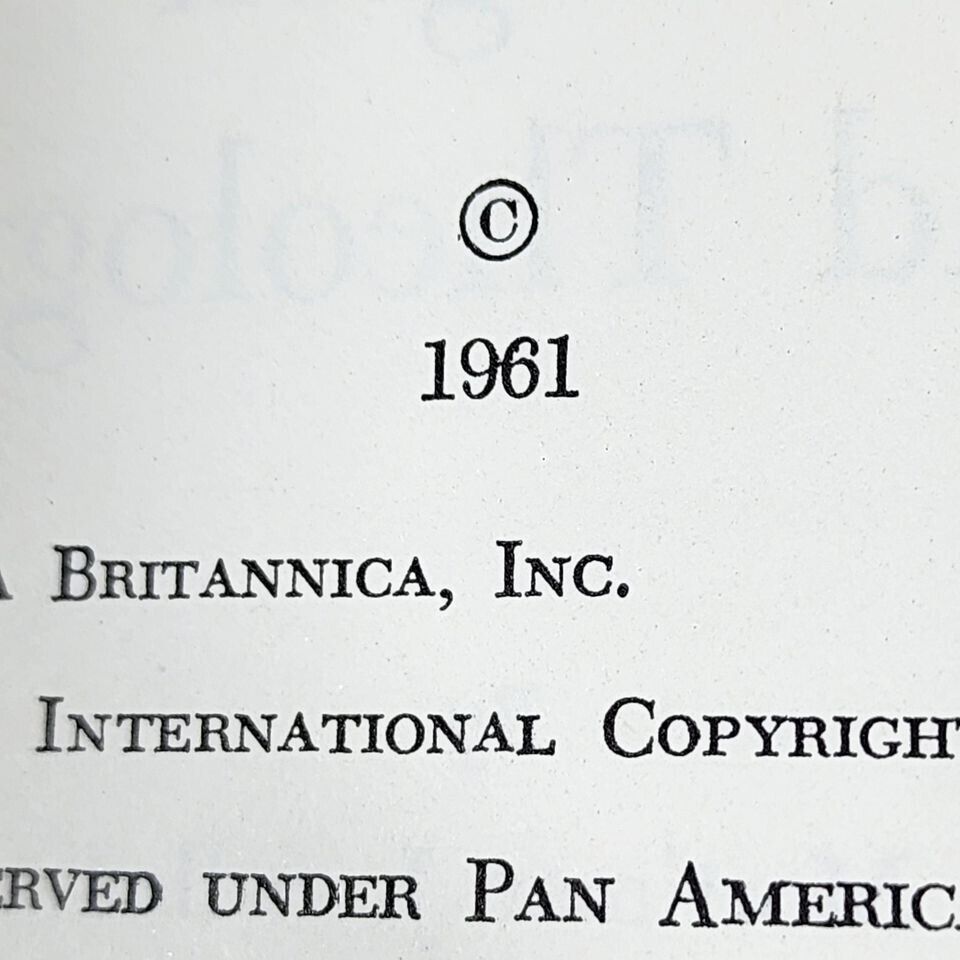 ©
1961
A Britannica, Inc.
International Copyright
erved under Pan Americ